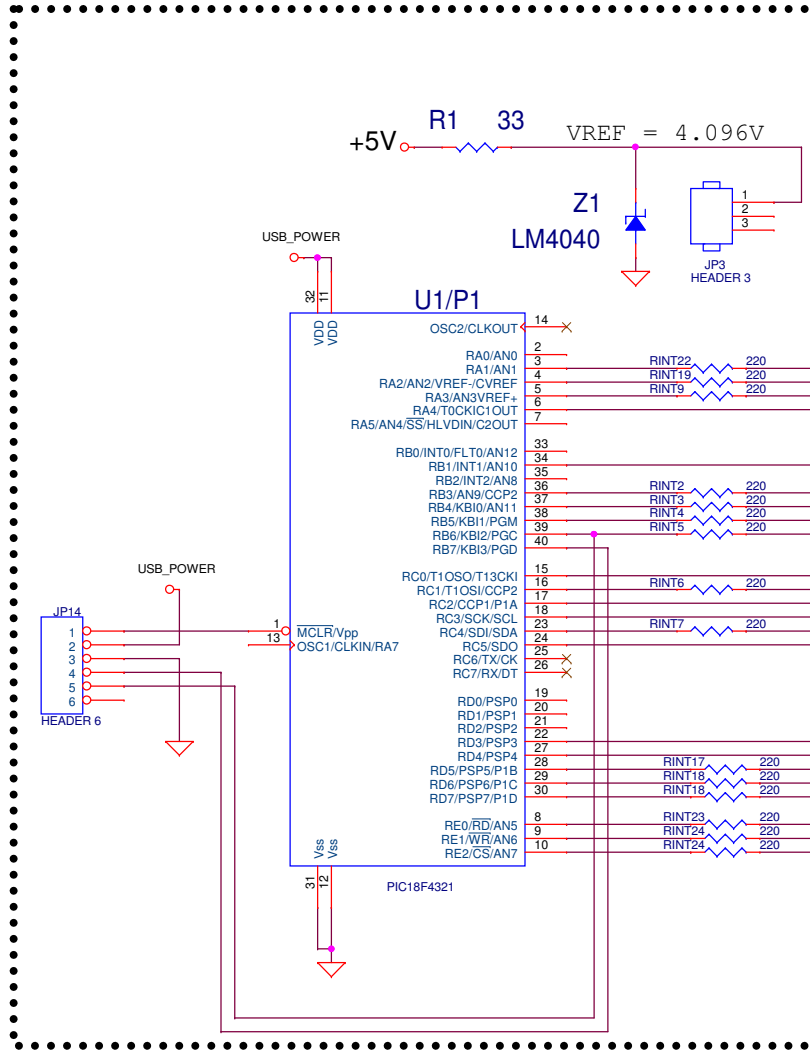 R1 33
+5V
VREF = 4.096V
Z1
LM4040
1
2
3
JP3
HEADER 3
USB_POWER
32
11
VDD
VDD
U1/P1
OSC2/CLKOUT 14
RA0/AN0 2
RA1/AN1 3 RINT22 220
RA2/AN2/VREF-/CVREF 4 RINT19 220
RA3/AN3VREF+ 5 RINT9 220
RA4/T0CKIC1OUT 6
RA5/AN4/SS/HLVDIN/C2OUT 7
RB0/INT0/FLT0/AN12 33
RB1/INT1/AN10 34
RB2/INT2/AN8 35
RB3/AN9/CCP2 36 RINT2 220
RB4/KBI0/AN11 37 RINT3 220
RB5/KBI1/PGM 38 RINT4 220
RB6/KBI2/PGC 39 RINT5 220
RB7/KBI3/PGD 40
RC0/T1OSO/T13CKI 15
RC1/T1OSI/CCP2 16 RINT6 220
RC2/CCP1/P1A 17
RC3/SCK/SCL 18
RC4/SDI/SDA 23 RINT7 220
RC5/SDO 24
RC6/TX/CK 25
RC7/RX/DT 26
RD0/PSP0 19
RD1/PSP1 20
RD2/PSP2 21
RD3/PSP3 22
RD4/PSP4 27
RD5/PSP5/P1B 28 RINT17 220
RD6/PSP6/P1C 29 RINT18 220
RD7/PSP7/P1D 30 RINT18 220
RE0/RD/AN5 8 RINT23 220
RE1/WR/AN6 9 RINT24 220
RE2/CS/AN7 10 RINT24 220
USB_POWER
JP14
1
2
3
4
5
6
HEADER 6
1 MCLR/Vpp
13 OSC1/CLKIN/RA7
Vss
Vss
31
12
PIC18F4321